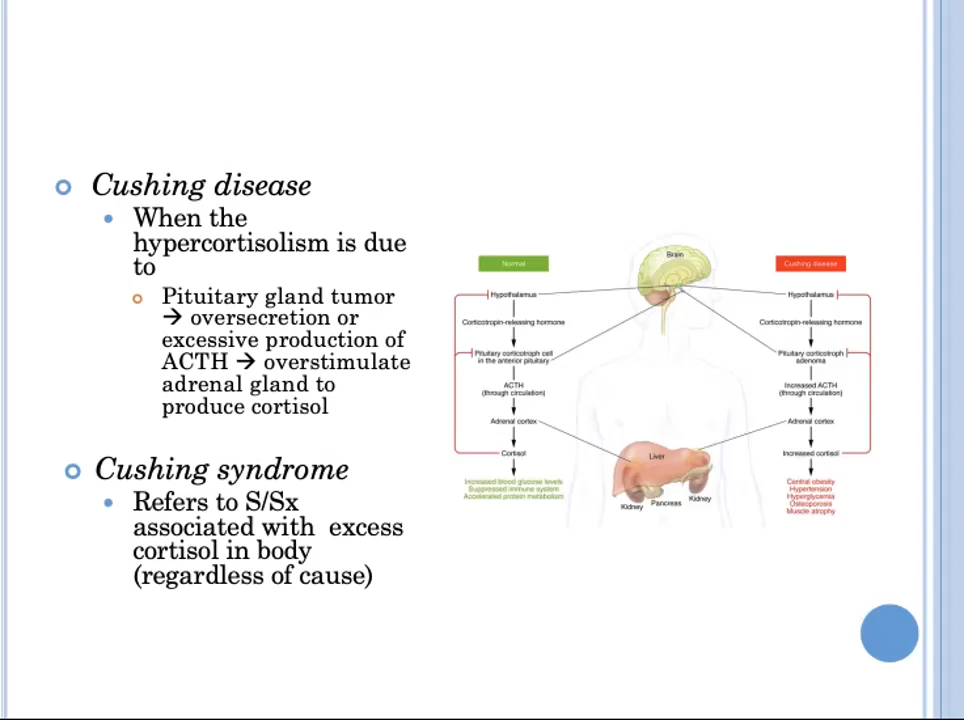 Cushing disease
When the
hypercortisolism is due
to
Pituitary gland tumor
→ oversecretion or
excessive production of
ACTH → overstimulate
adrenal gland to
produce cortisol
Cushing syndrome
Refers to S/Sx
associated with excess
cortisol in body
(regardless of cause)
Normal
Hypothalamus
Corticotropin-releasing hormone
Pituitary corticotroph cell
in the anterior pituitary
ACTH
(through circulation)
Adrenal cortex
Cortisol
Increased blood glucose levels
Suppressed immune system
Accelerated protein metabolism
Brain
Liver
Kidney
Pancreas
Kidney
Cushing disease
Hypothalamus
Corticotropin-releasing hormone
Pituitary corticotroph
adenoma
Increased ACTH
(through circulation)
Adrenal cortex
Increased cortisol
Central obesity
Hypertension
Hyperglycemia
Osteoporosis
Muscle atrophy